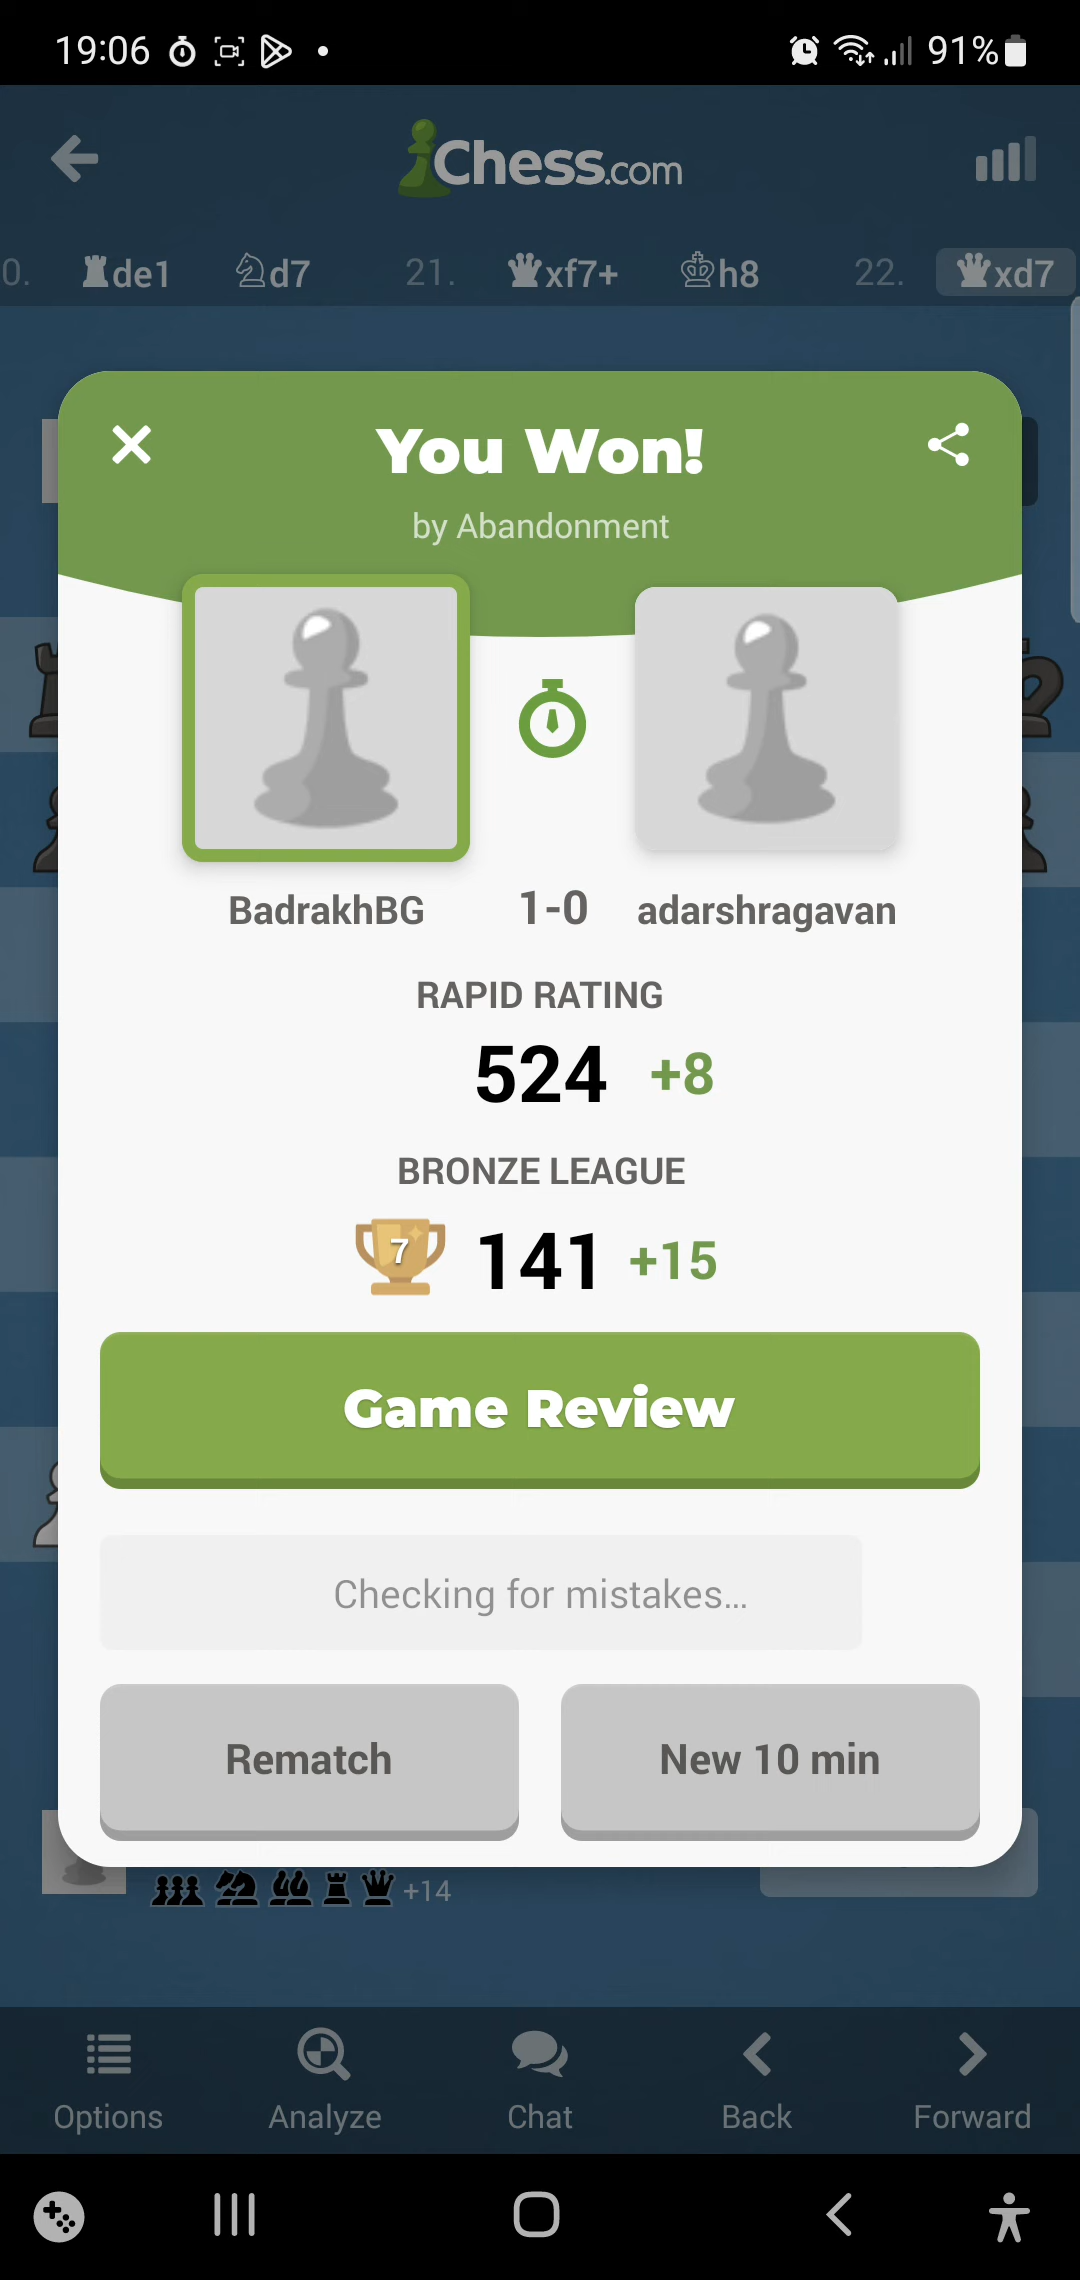 19:06 91%
Chess.com
0. de1 d7 21. xf7+ h8 22. xd7
You Won!
by Abandonment
BadrakhBG 1-0 adarshragavan
RAPID RATING
524 +8
BRONZE LEAGUE
7 141 +15
Game Review
Checking for mistakes...
Rematch New 10 min
+14
Options Analyze Chat Back Forward